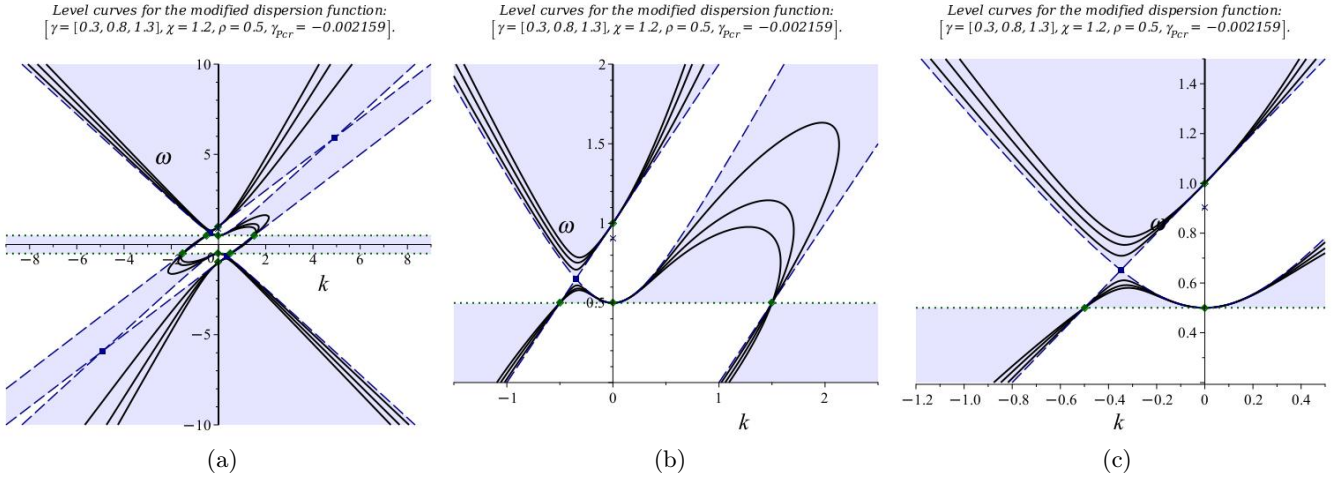 Level curves for the modified dispersion function:
[γ = [0.3, 0.8, 1.3], χ = 1.2, ρ = 0.5, γ_Pcr = −0.002159].
10
5
−5
−10
−8
−4
0
2
4
6
8
ω
k
(a)
Level curves for the modified dispersion function:
[γ = [0.3, 0.8, 1.3], χ = 1.2, ρ = 0.5, γ_Pcr = −0.002159].
2
1.5
1
0.5
−1
0
1
2
ω
k
(b)
Level curves for the modified dispersion function:
[γ = [0.3, 0.8, 1.3], χ = 1.2, ρ = 0.5, γ_Pcr = −0.002159].
1.4
1.2
1.0
0.8
0.6
0.4
−1.2
−1.0
−0.8
−0.6
−0.4
−0.2
0
0.2
0.4
ω
k
(c)